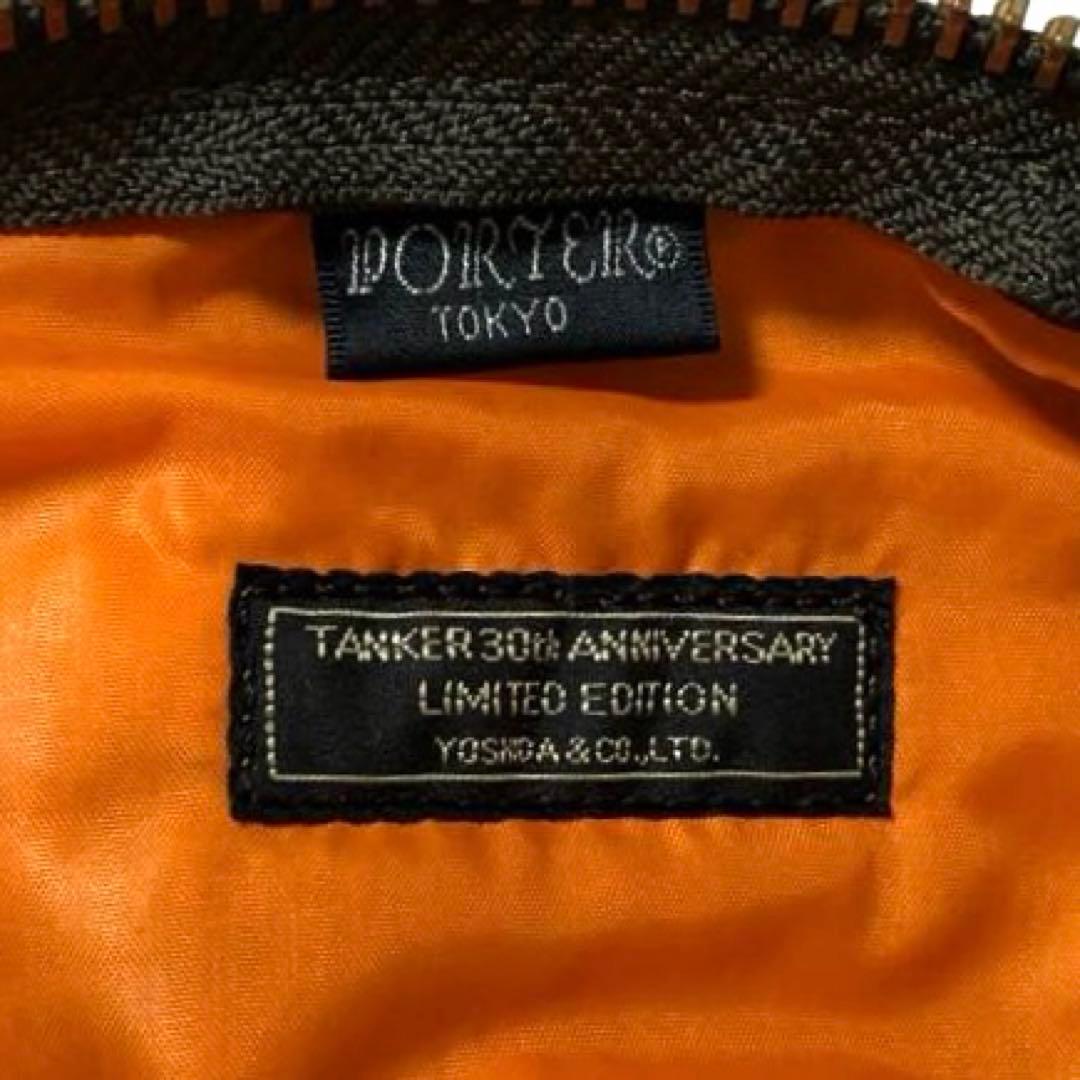 PORTER®
TOKYO
TANKER 30th ANNIVERSARY
LIMITED EDITION
YOSHIDA & CO., LTD.